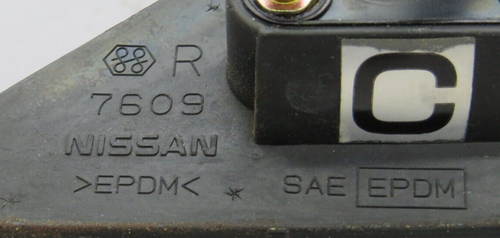 R
C
7609
NISSAN
>EPDM<
SAE EPDM